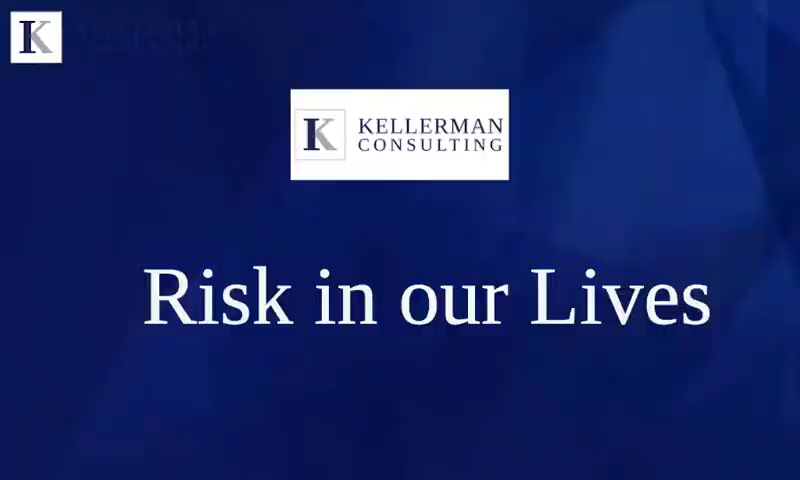 K
K
KELLERMAN
CONSULTING
Risk in our Lives